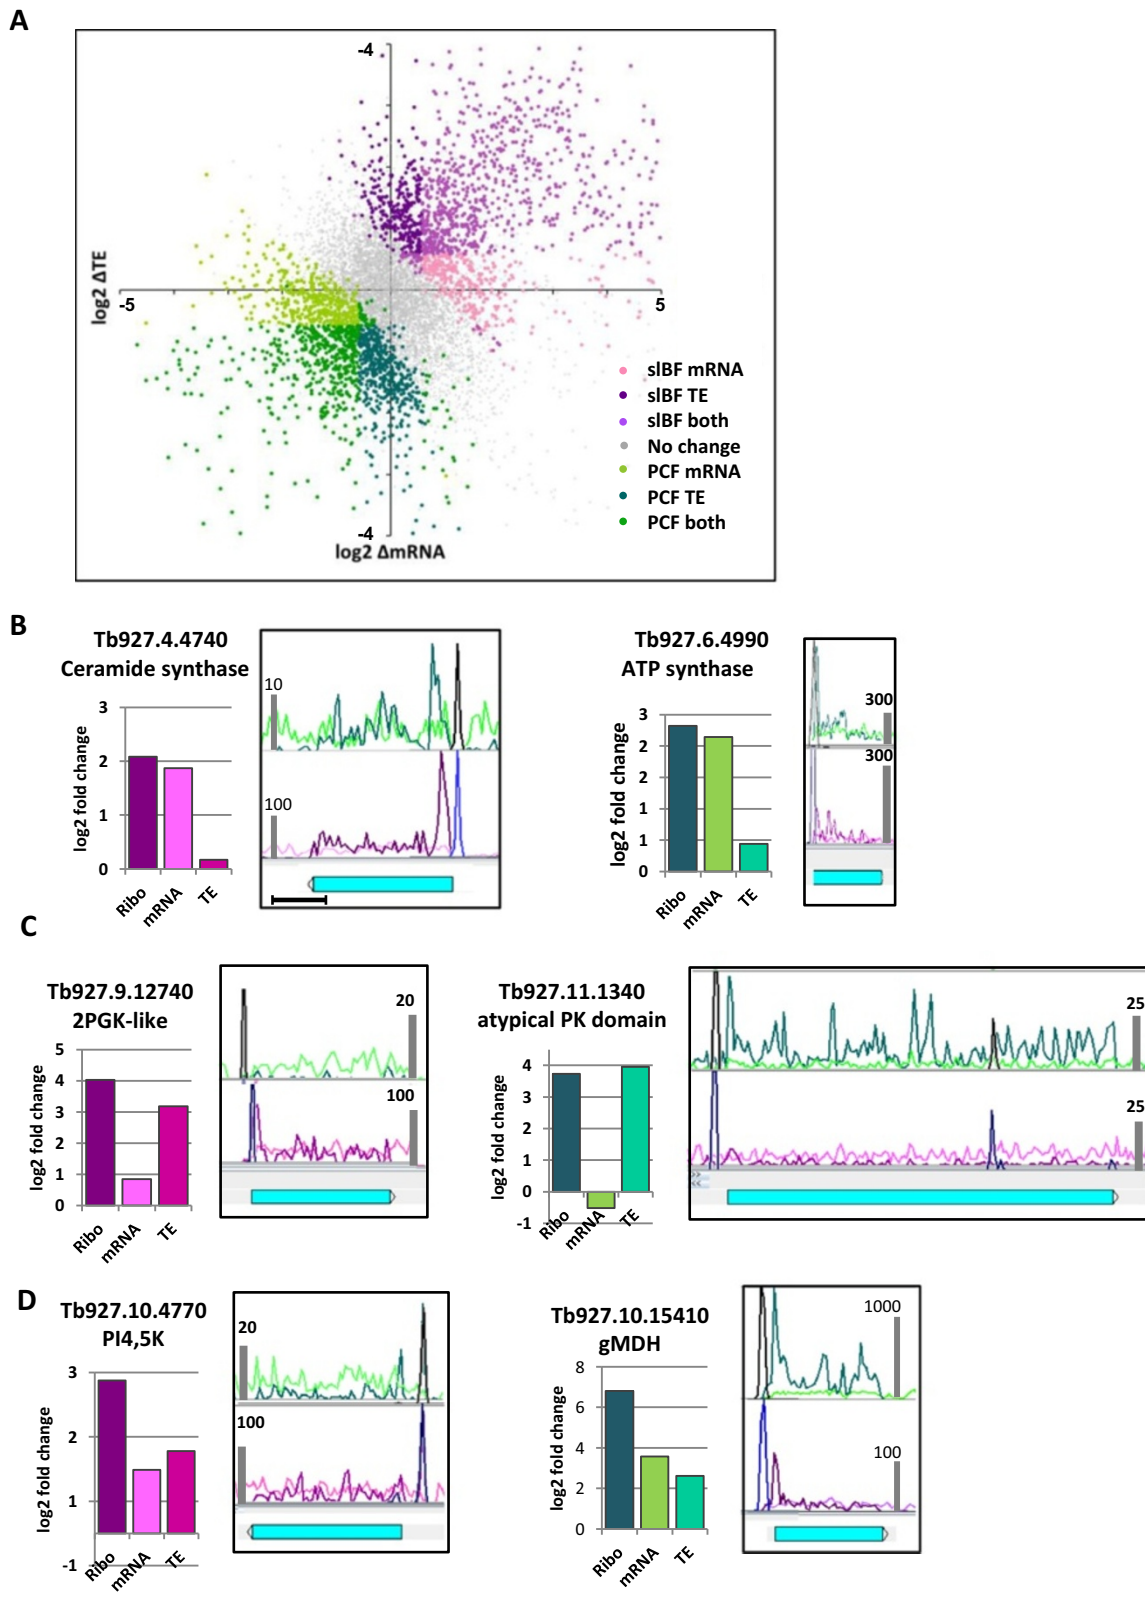 A
-4
log2 ΔTE
-5
5
slBF mRNA
slBF TE
slBF both
No change
PCF mRNA
PCF TE
PCF both
-4
log2 ΔmRNA
B
Tb927.4.4740
Ceramide synthase
log2 fold change
3
2
1
0
Ribo
mRNA
TE
10
100
Tb927.6.4990
ATP synthase
log2 fold change
3
2
2
1
1
0
Ribo
mRNA
TE
300
300
C
Tb927.9.12740
2PGK-like
log2 fold change
5
4
3
2
1
0
Ribo
mRNA
TE
20
100
Tb927.11.1340
atypical PK domain
log2 fold change
4
3
2
1
0
-1
Ribo
mRNA
TE
25
25
D
Tb927.10.4770
PI4,5K
log2 fold change
3
2
1
-1
Ribo
mRNA
TE
20
100
Tb927.10.15410
gMDH
log2 fold change
8
6
4
2
0
Ribo
mRNA
TE
1000
100